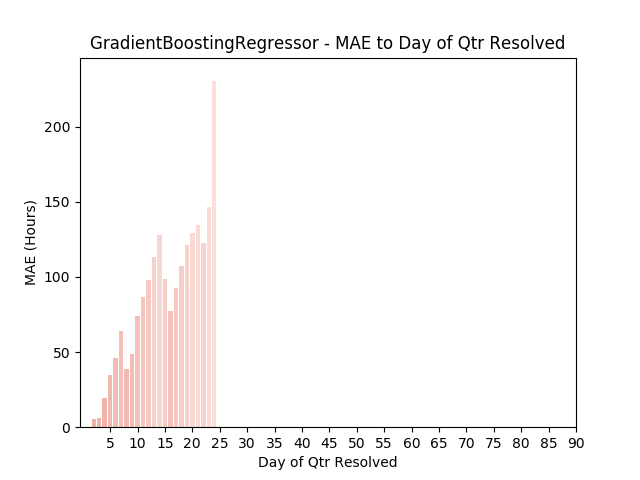 GradientBoostingRegressor - MAE to Day of Qtr Resolved
200
150
100
50
0
MAE (Hours)
5 10 15 20 25 30 35 40 45 50 55 60 65 70 75 80 85 90
Day of Qtr Resolved